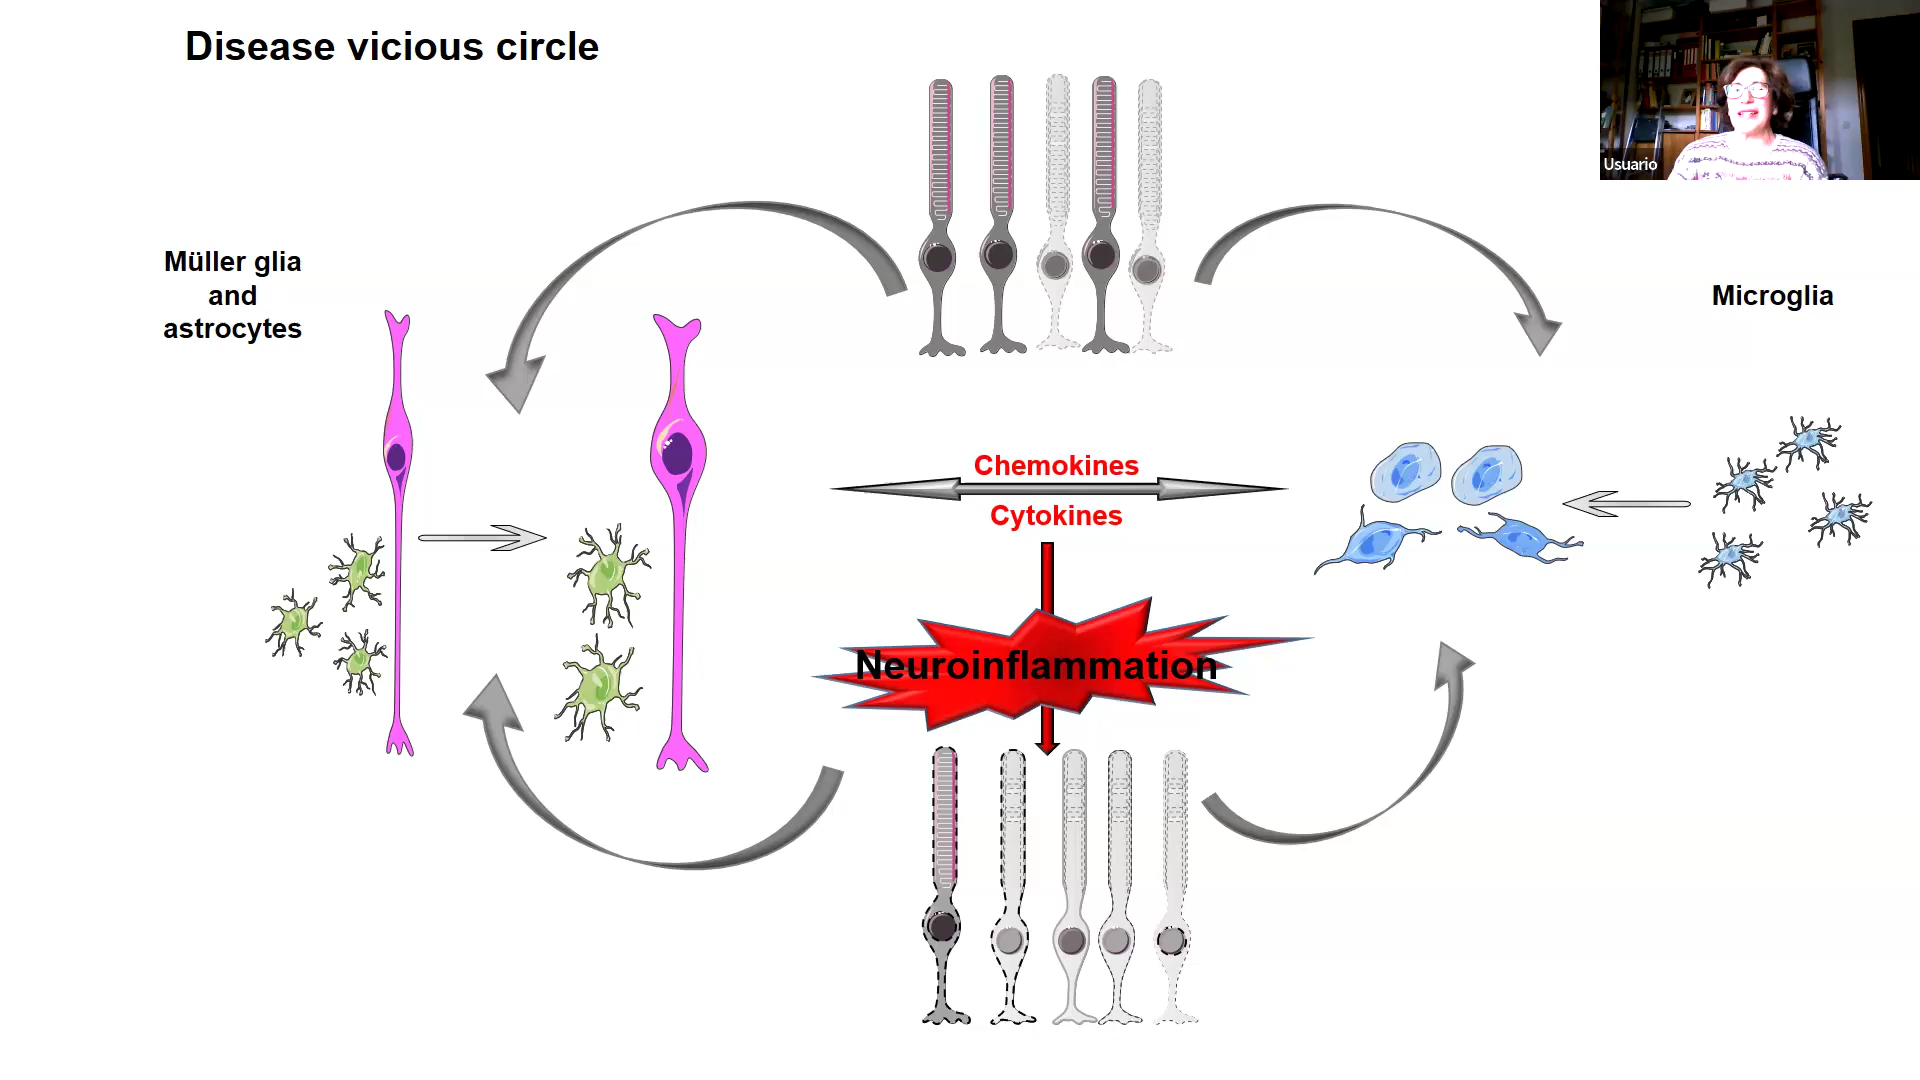 Disease vicious circle
Usuario
Müller glia
and
astrocytes
Microglia
Chemokines
Cytokines
Neuroinflammation